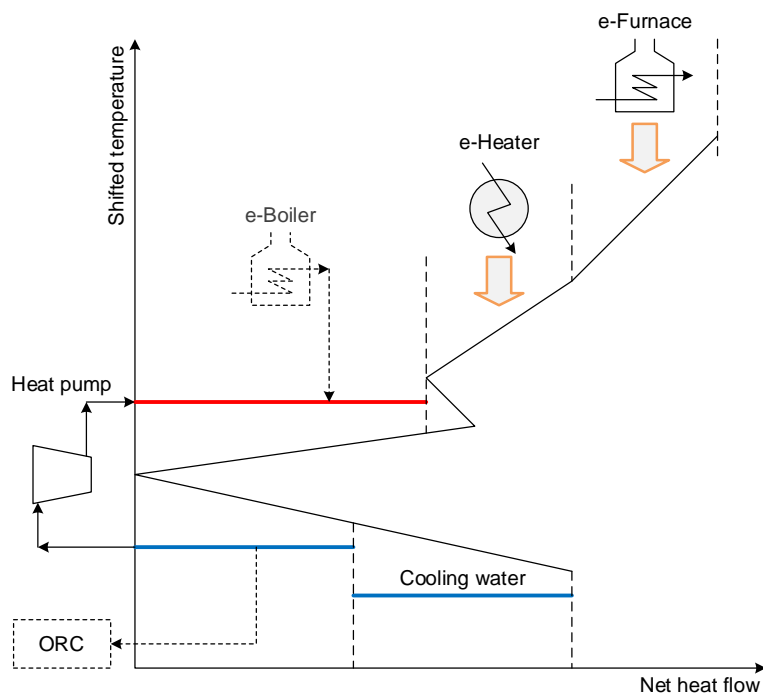 e-Furnace
Shifted temperature
e-Heater
e-Boiler
Heat pump
Cooling water
ORC
Net heat flow